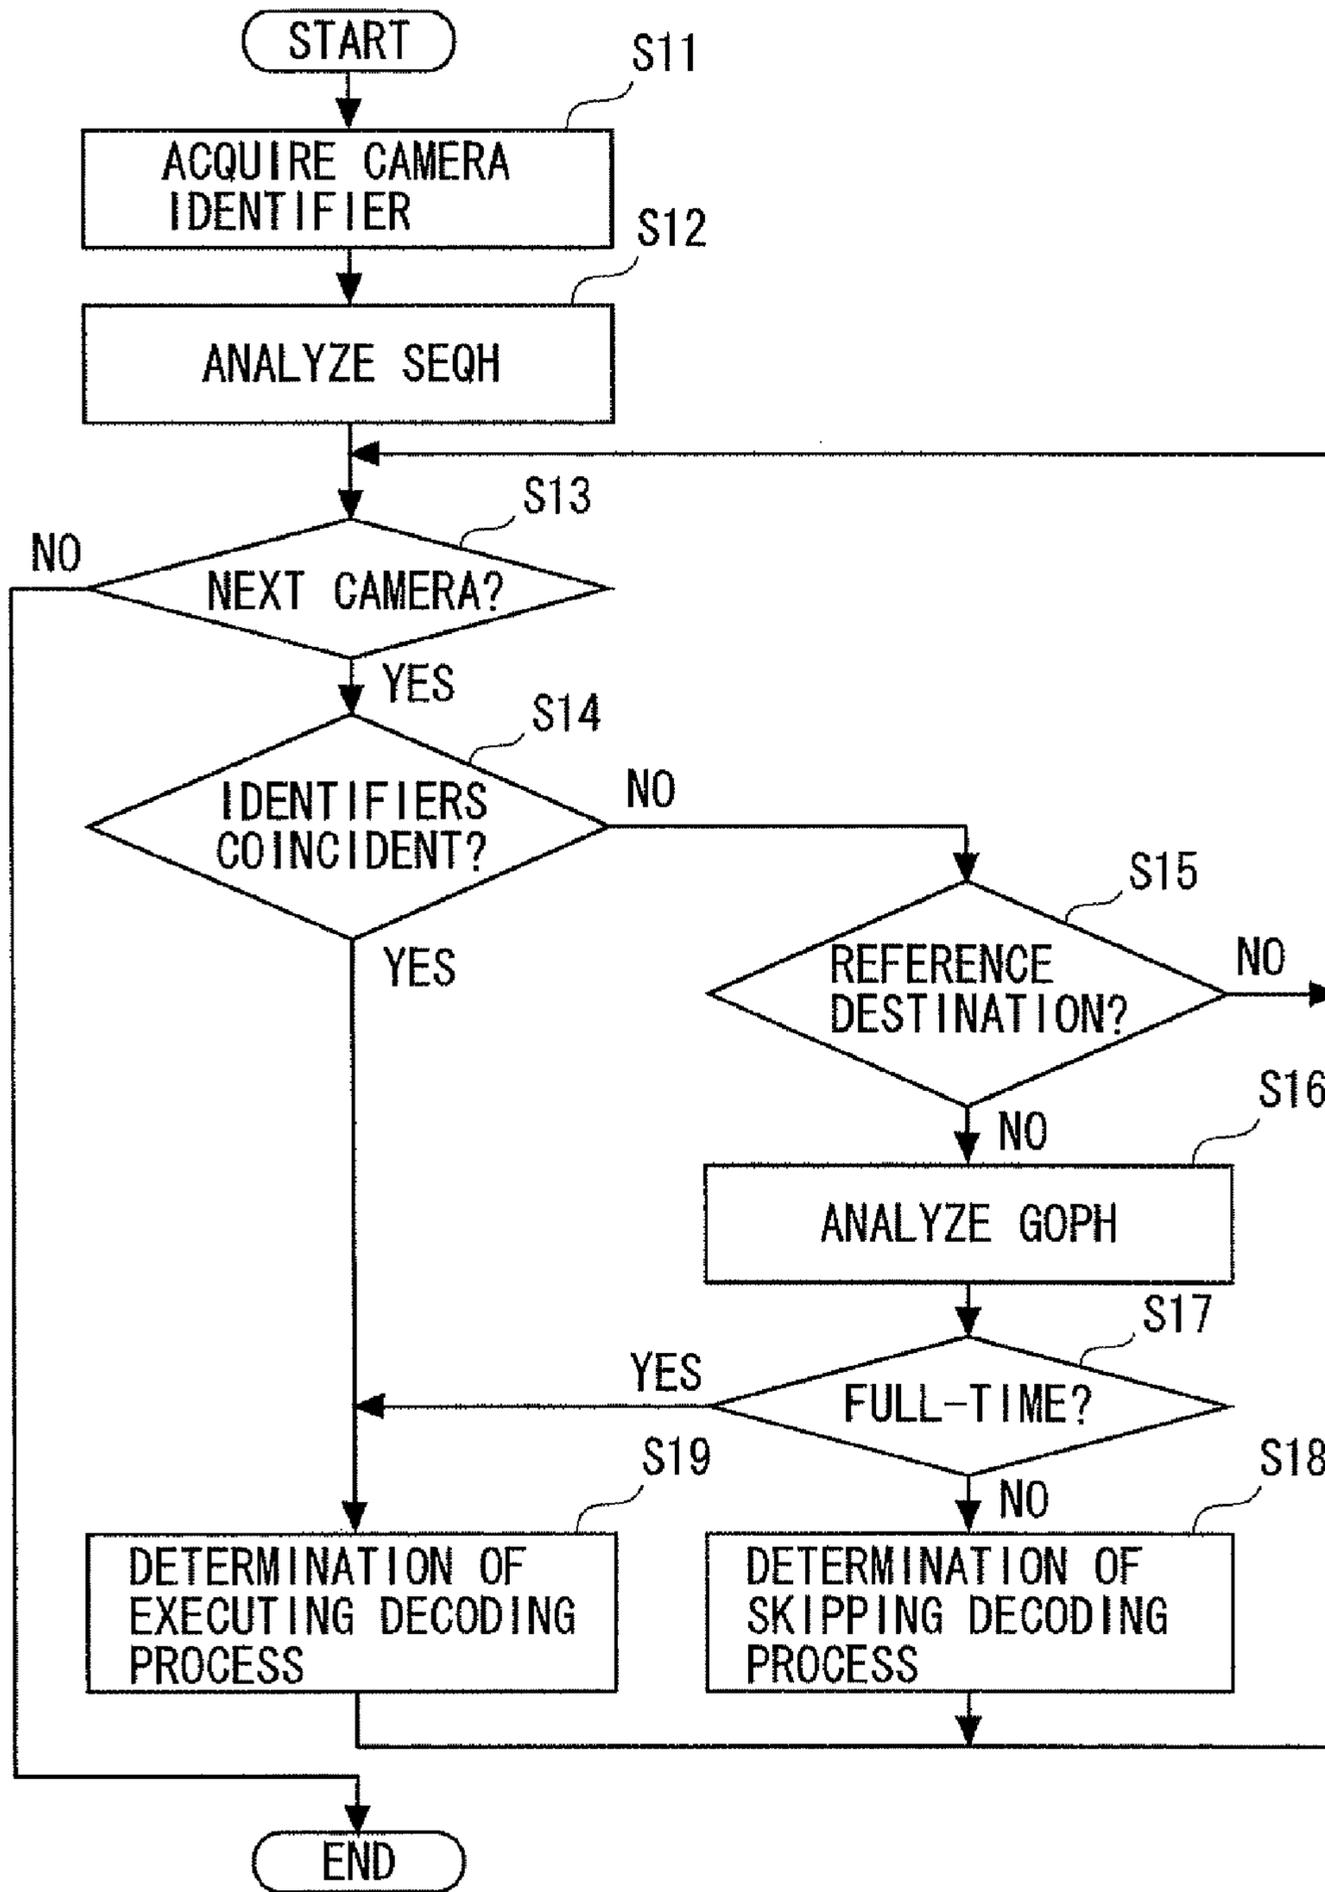 START
S11
ACQUIRE CAMERA
IDENTIFIER
S12
ANALYZE SEQH
S13
NO
NEXT CAMERA?
YES
S14
IDENTIFIERS
COINCIDENT?
NO
YES
S15
REFERENCE
DESTINATION?
NO
NO
S16
ANALYZE GOPH
S17
FULL-TIME?
YES
NO
S19
DETERMINATION OF
EXECUTING DECODING
PROCESS
S18
DETERMINATION OF
SKIPPING DECODING
PROCESS
END